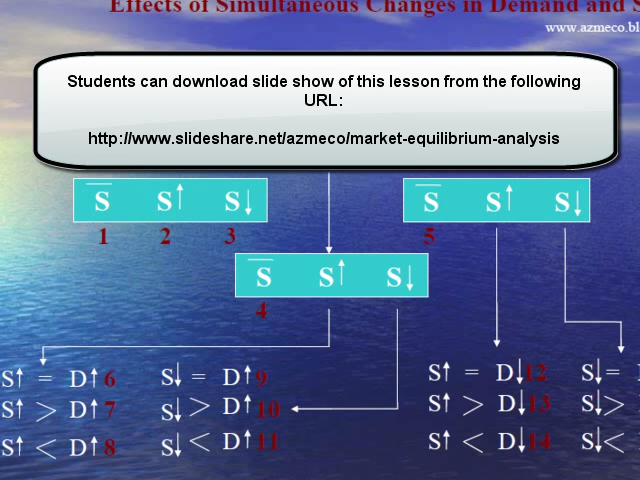 Effects of Simultaneous Changes in Demand and S
www.azmeco.bl
Students can download slide show of this lesson from the following
URL:
http://www.slideshare.net/azmeco/market-equilibrium-analysis
S̅ S↑ S↓
1 2 3
S̅ S↑ S↓
5
S̅ S↑ S↓
4
S↑ = D↑ 6
S↑ > D↑ 7
S↑ < D↑ 8
S↓ = D↑ 9
S↓ > D↑ 10
S↓ < D↑ 11
S↑ = D↓ 12
S↑ > D↓ 13
S↑ < D↓ 14
S↓ =
S↓ >
S↓ <